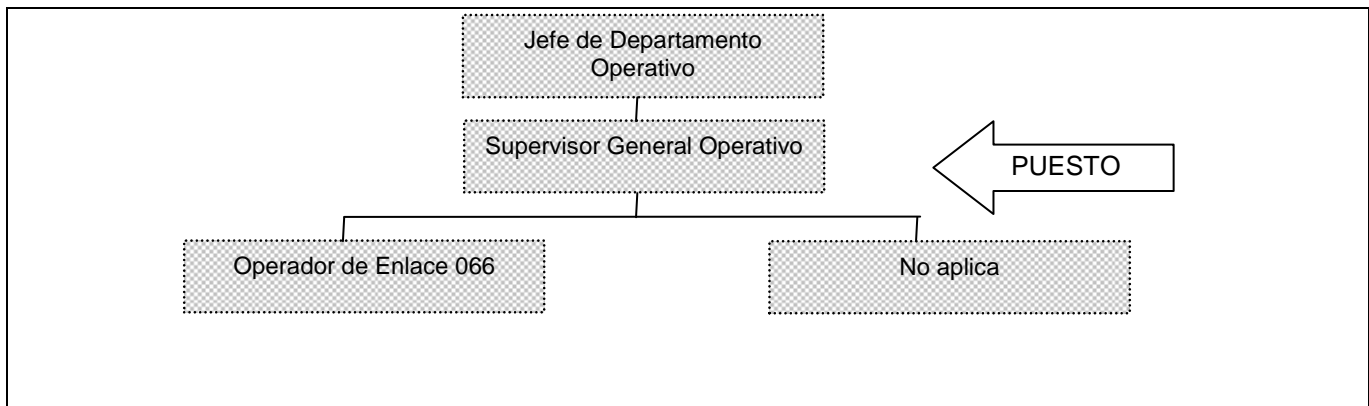 Jefe de Departamento
Operativo
Supervisor General Operativo
PUESTO
Operador de Enlace 066
No aplica